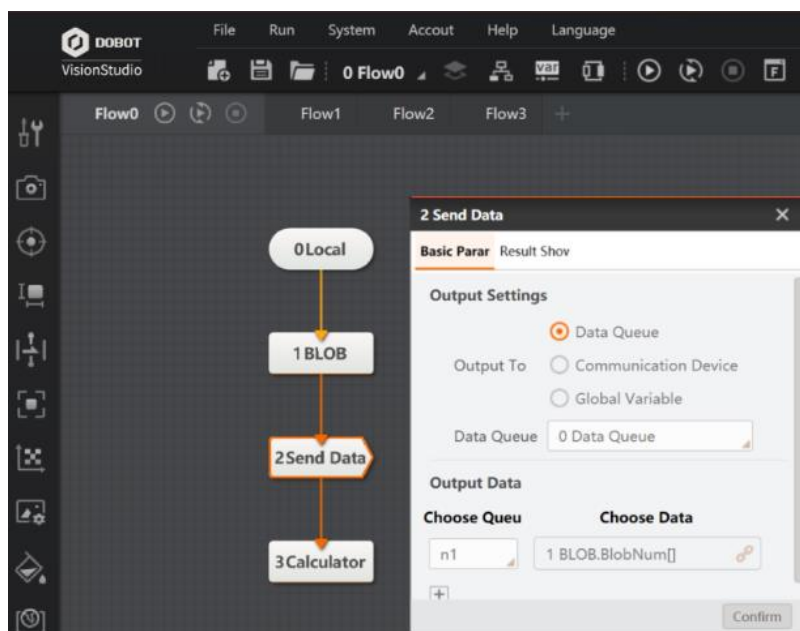 DOBOT
VisionStudio
File Run System Accout Help Language
0 Flow0
var
F
Flow0 Flow1 Flow2 Flow3 +
0Local
1BLOB
2Send Data
3Calculator
2 Send Data
Basic Parar Result Shov
Output Settings
Data Queue
Output To Communication Device
Global Variable
Data Queue 0 Data Queue
Output Data
Choose Queu Choose Data
n1 1 BLOB.BlobNum[]
Confirm